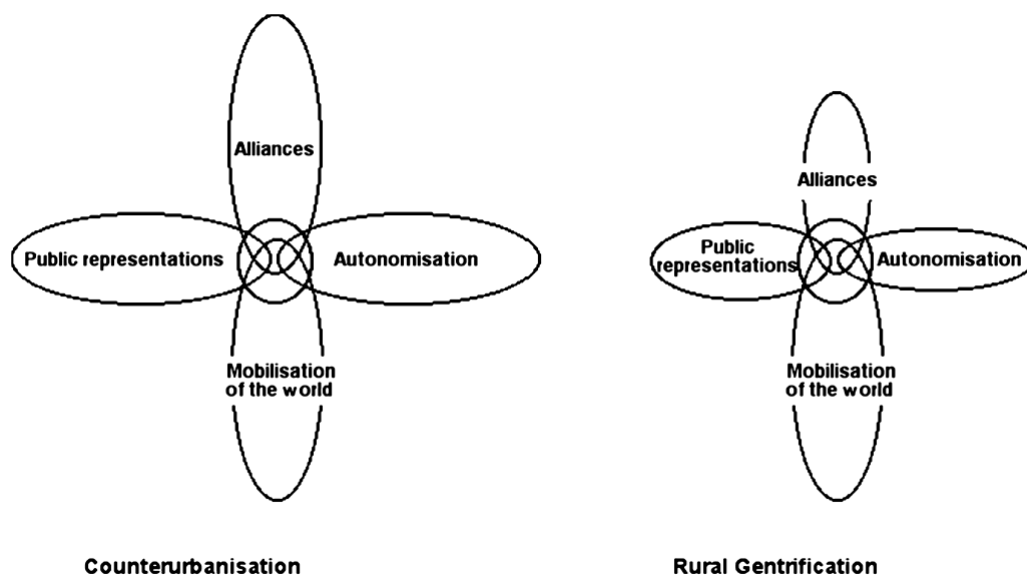 Alliances
Public representations
Autonomisation
Mobilisation
of the world
Counterurbanisation
Alliances
Public
representations
Autonomisation
Mobilisation
of the world
Rural Gentrification